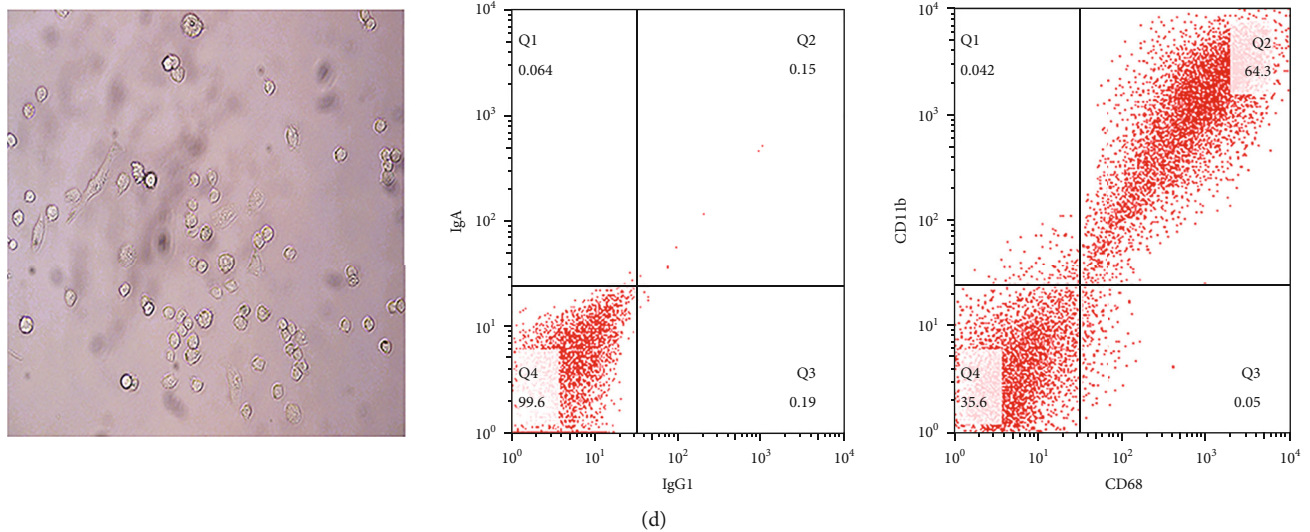 10⁴
10³
10²
10¹
10⁰
IgA
Q1
0.064
Q2
0.15
Q4
99.6
Q3
0.19
10⁰ 10¹ 10² 10³ 10⁴
IgG1
10⁴
10³
10²
10¹
10⁰
CD11b
Q1
0.042
Q2
64.3
Q4
35.6
Q3
0.05
10⁰ 10¹ 10² 10³ 10⁴
CD68
(d)